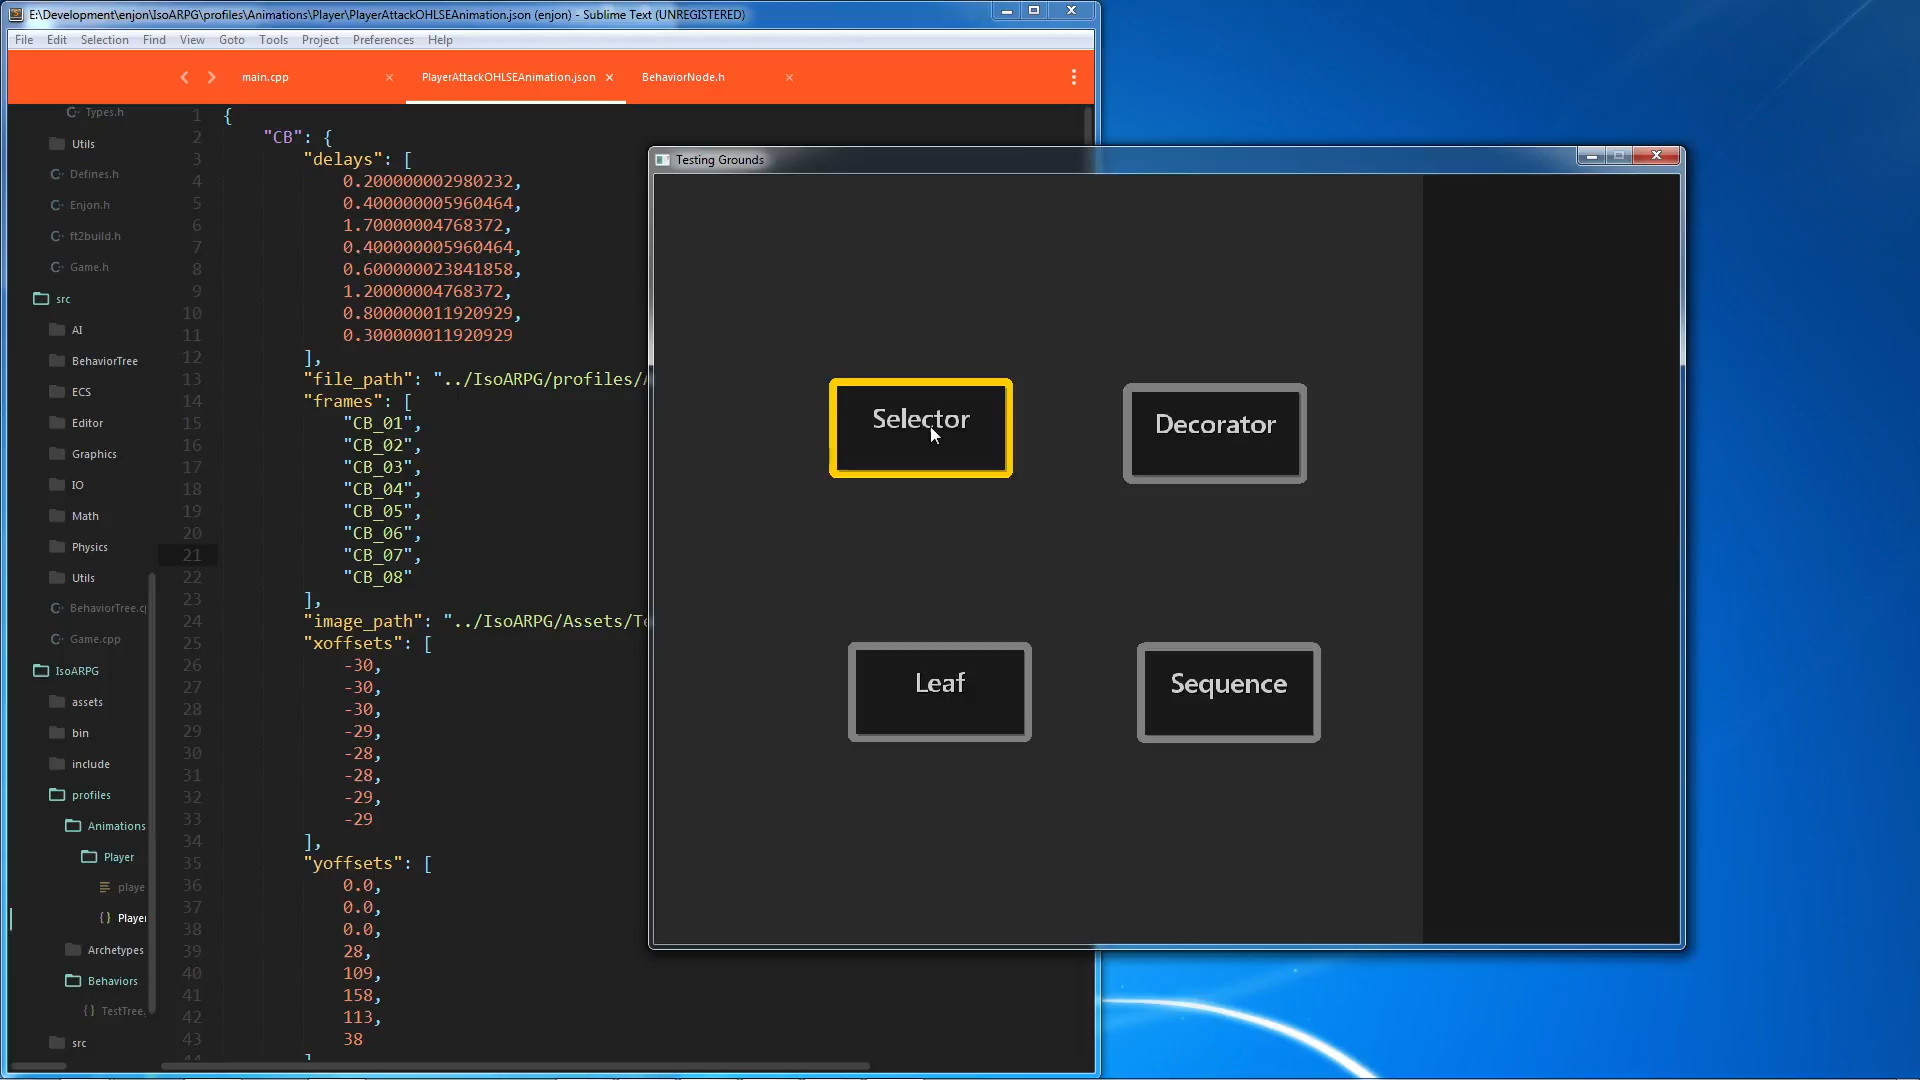 E:\Development\enjon\IsoARPG\profiles\Animations\Player\PlayerAttackOHLSEAnimation.json (enjon) - Sublime Text (UNREGISTERED)
File Edit Selection Find View Goto Tools Project Preferences Help
main.cpp
PlayerAttackOHLSEAnimation.json
BehaviorNode.h
Types.h
Utils
Defines.h
Enjon.h
ft2build.h
Game.h
src
AI
BehaviorTree
ECS
Editor
Graphics
IO
Math
Physics
Utils
BehaviorTree.cp
Game.cpp
IsoARPG
assets
bin
include
profiles
Animations
Player
playe
{} Player
Archetypes
Behaviors
{} TestTree.
src
1 {
2 "CB": {
3 "delays": [
4 0.200000002980232,
5 0.400000005960464,
6 1.70000004768372,
7 0.400000005960464,
8 0.600000023841858,
9 1.20000004768372,
10 0.800000011920929,
11 0.300000011920929
12 ],
13 "file_path": "../IsoARPG/profiles/A
14 "frames": [
15 "CB_01",
16 "CB_02",
17 "CB_03",
18 "CB_04",
19 "CB_05",
20 "CB_06",
21 "CB_07",
22 "CB_08"
23 ],
24 "image_path": "../IsoARPG/Assets/Te
25 "xoffsets": [
26 -30,
27 -30,
28 -30,
29 -29,
30 -28,
31 -28,
32 -29,
33 -29
34 ],
35 "yoffsets": [
36 0.0,
37 0.0,
38 0.0,
39 28,
40 109,
41 158,
42 113,
43 38
44 ]
Testing Grounds
Selector
Decorator
Leaf
Sequence